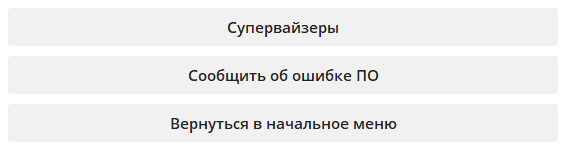 Супервайзеры
Сообщить об ошибке ПО
Вернуться в начальное меню